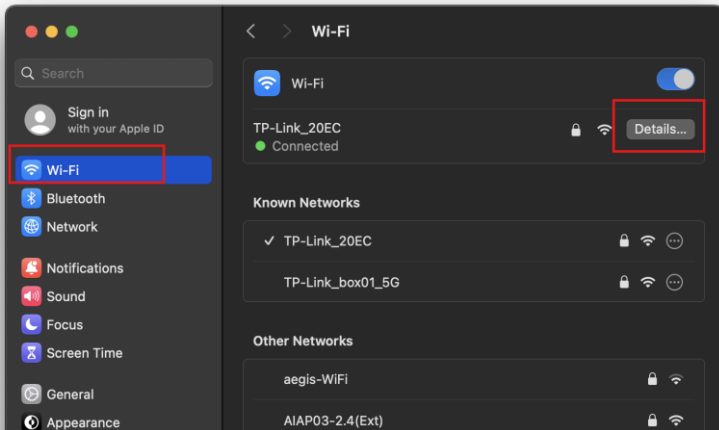 Wi-Fi
Search
Sign in
with your Apple ID
Wi-Fi
Bluetooth
Network
Notifications
Sound
Focus
Screen Time
General
Appearance
Wi-Fi
TP-Link_20EC
Connected
Details...
Known Networks
TP-Link_20EC
TP-Link_box01_5G
Other Networks
aegis-WiFi
AIAP03-2.4(Ext)